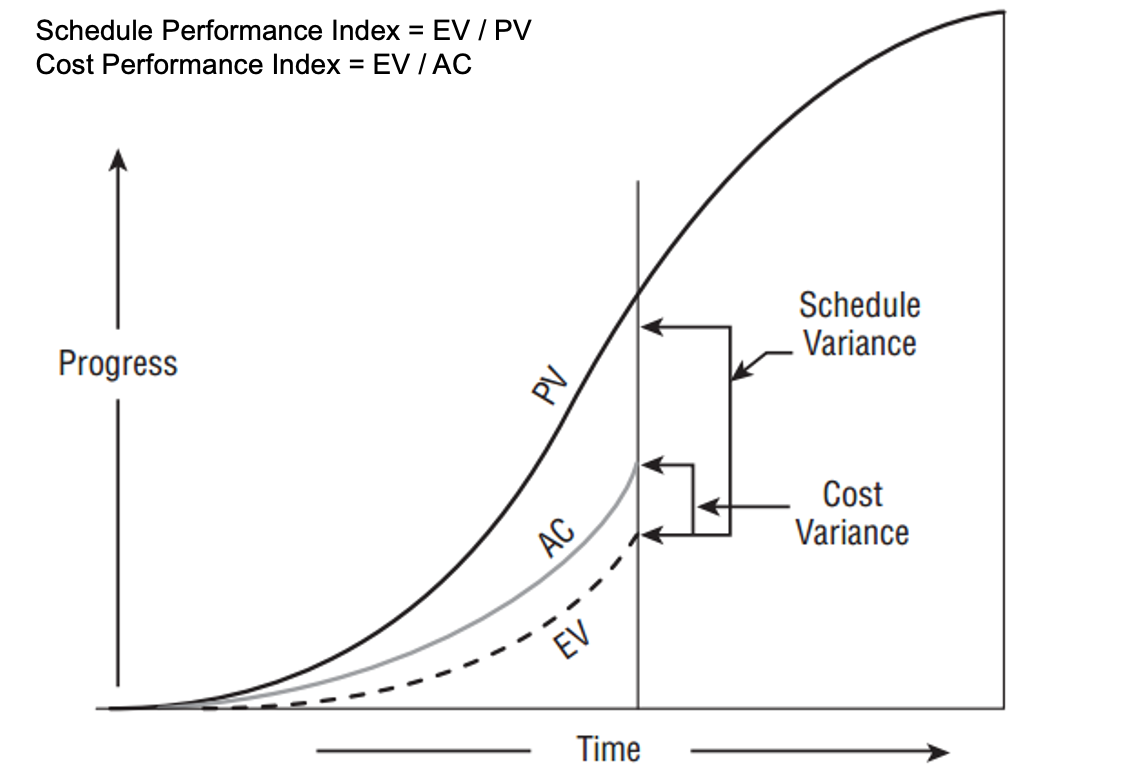 Schedule Performance Index = EV / PV
Cost Performance Index = EV / AC
Schedule
Variance
Progress
PV
Cost
Variance
AC
EV
Time